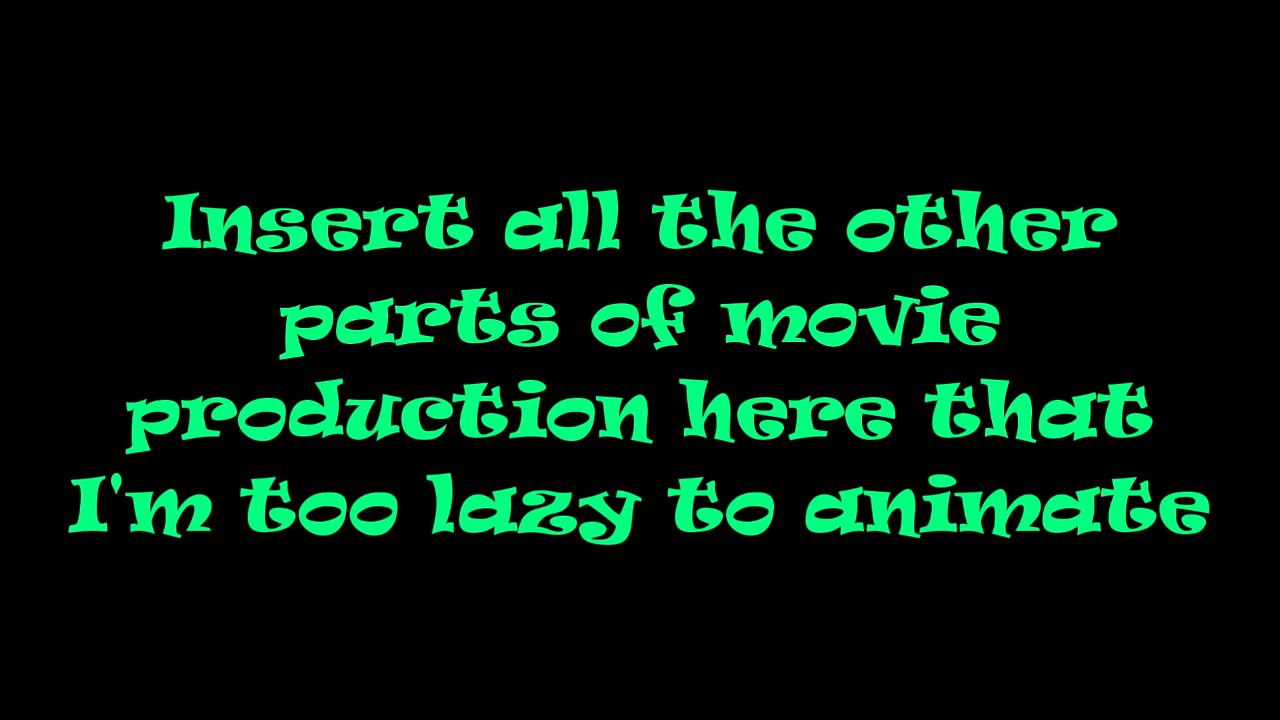 Insert all the other
parts of movie
production here that
I'm too lazy to animate